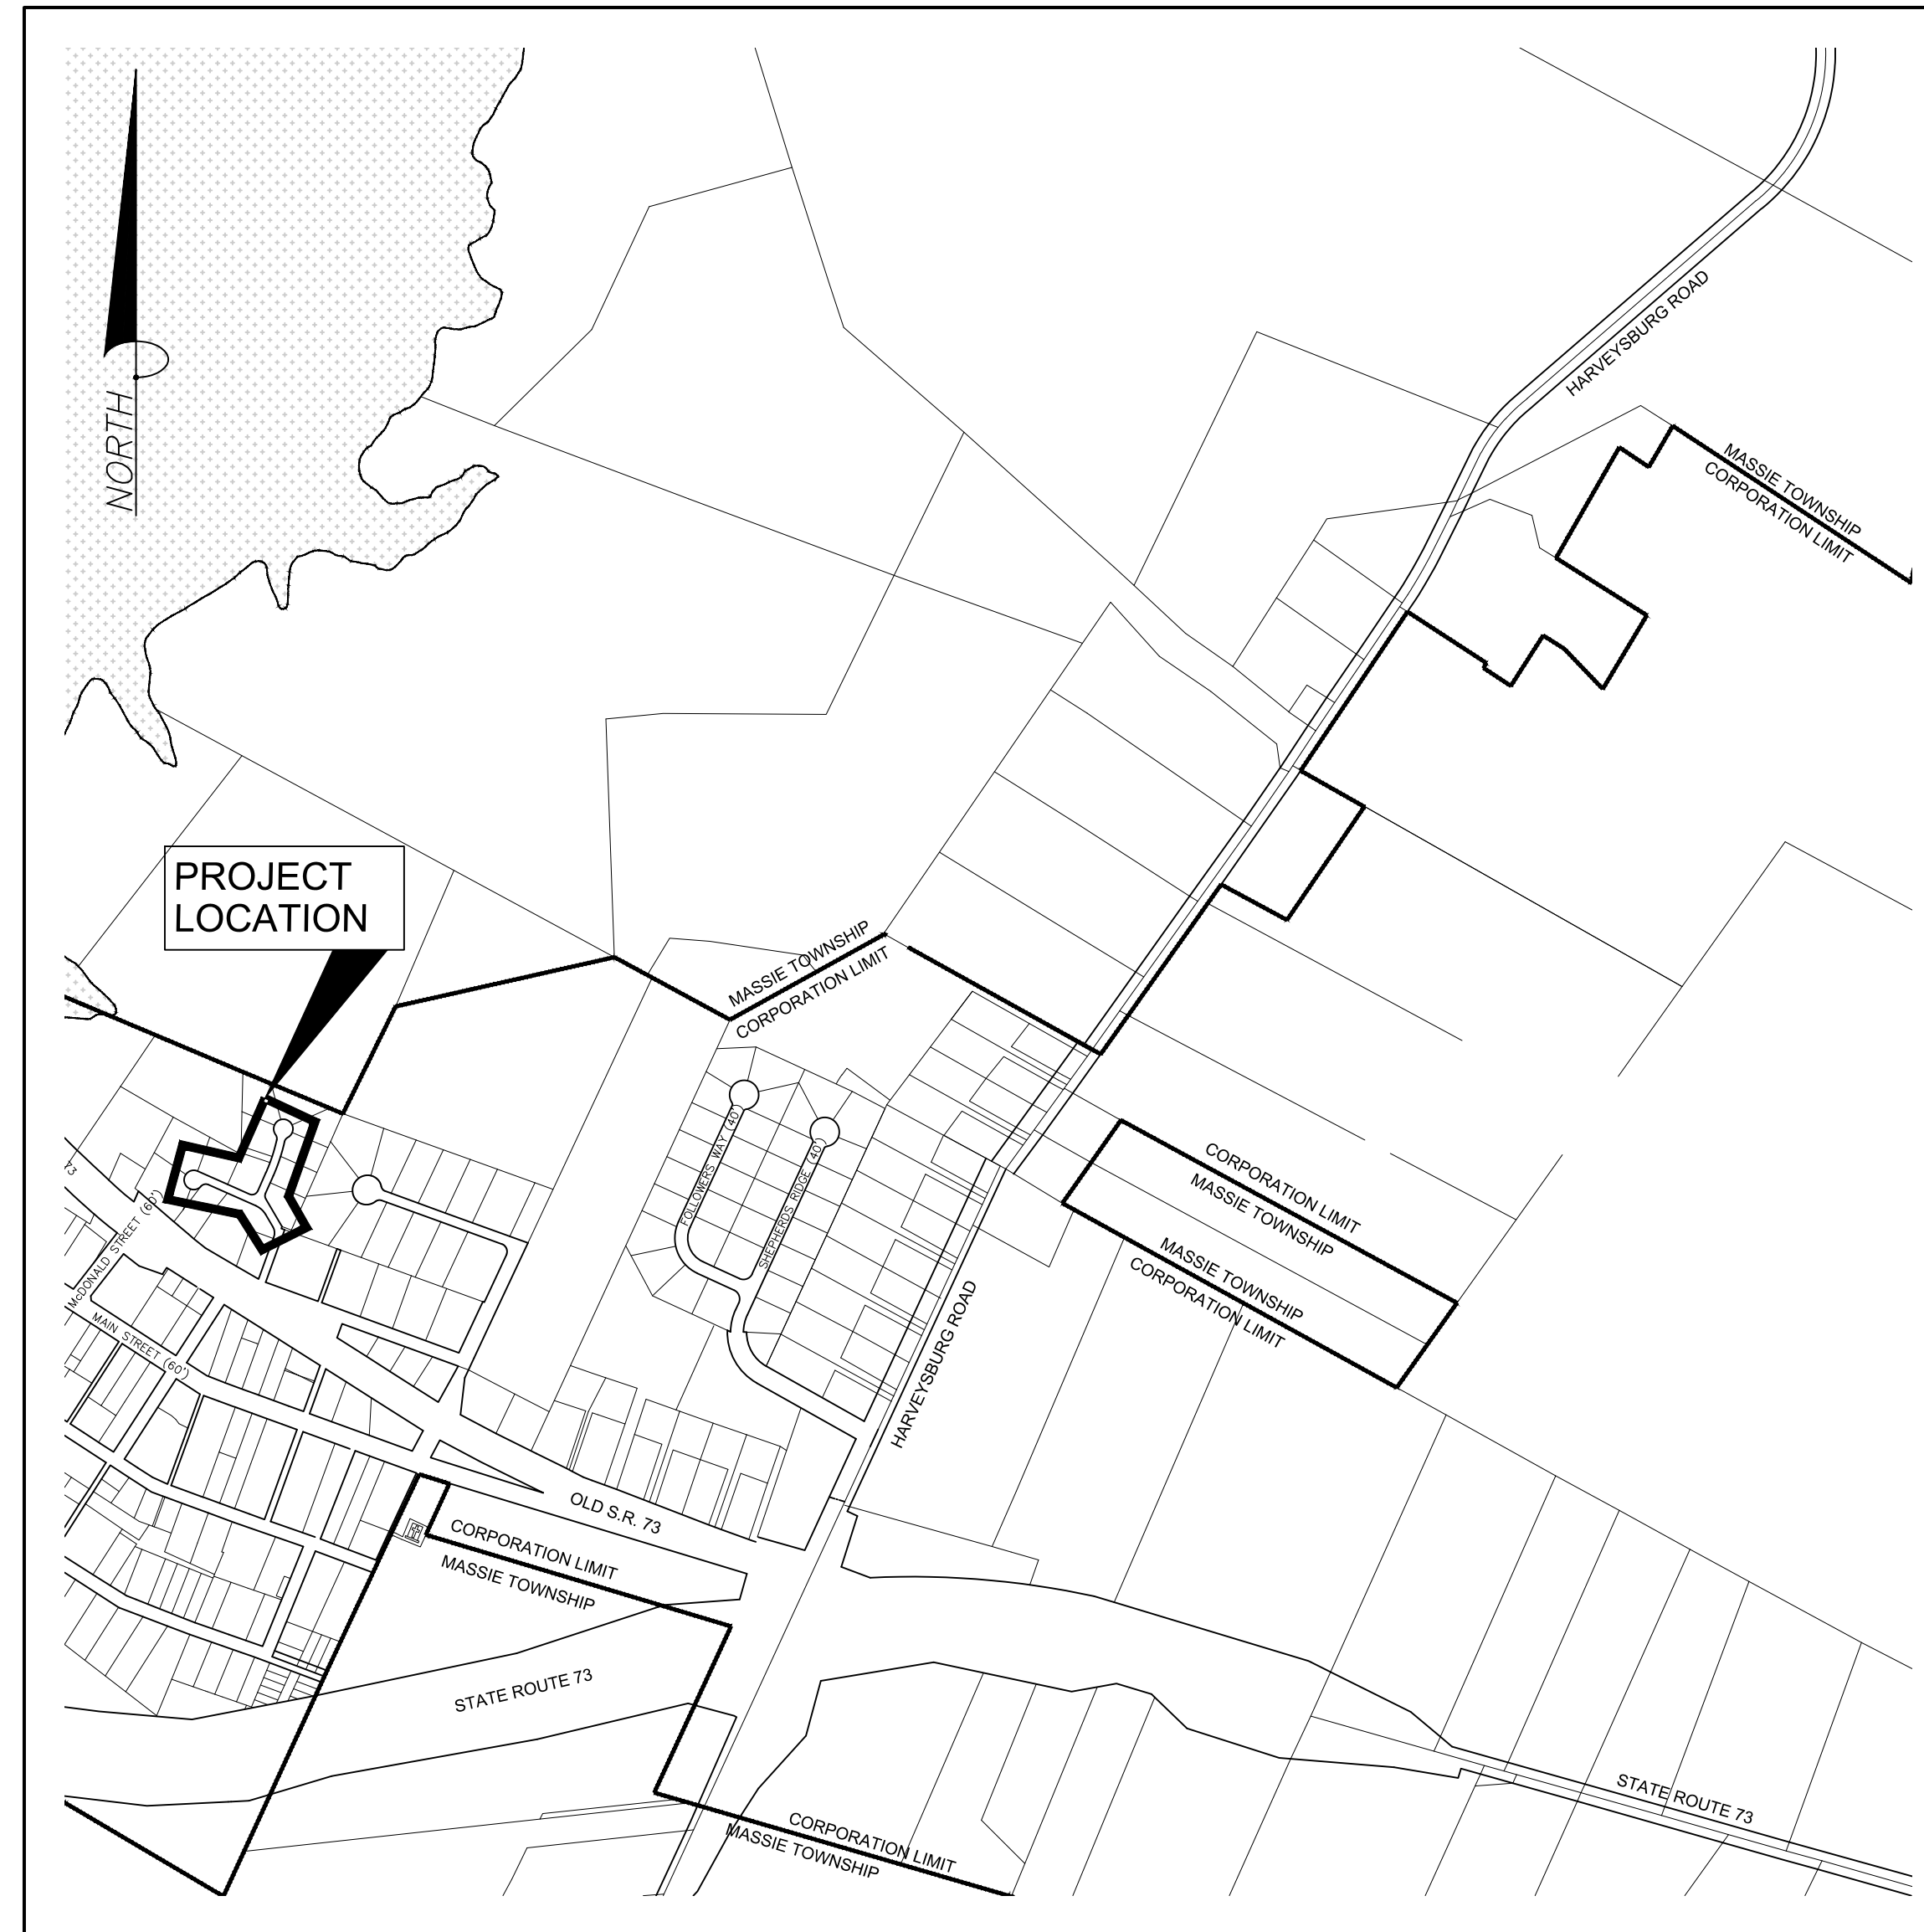 NORTH
HARVEYSBURG ROAD
MASSIE TOWNSHIP
CORPORATION LIMIT
PROJECT
LOCATION
MASSIE TOWNSHIP
CORPORATION LIMIT
FOLLOWERS WAY (40')
SHEPHERDS RIDGE (40')
73
McDONALD STREET (60')
MAIN STREET (60')
CORPORATION LIMIT
MASSIE TOWNSHIP
MASSIE TOWNSHIP
CORPORATION LIMIT
HARVEYSBURG ROAD
OLD S.R. 73
CORPORATION LIMIT
MASSIE TOWNSHIP
STATE ROUTE 73
STATE ROUTE 73
CORPORATION LIMIT
MASSIE TOWNSHIP